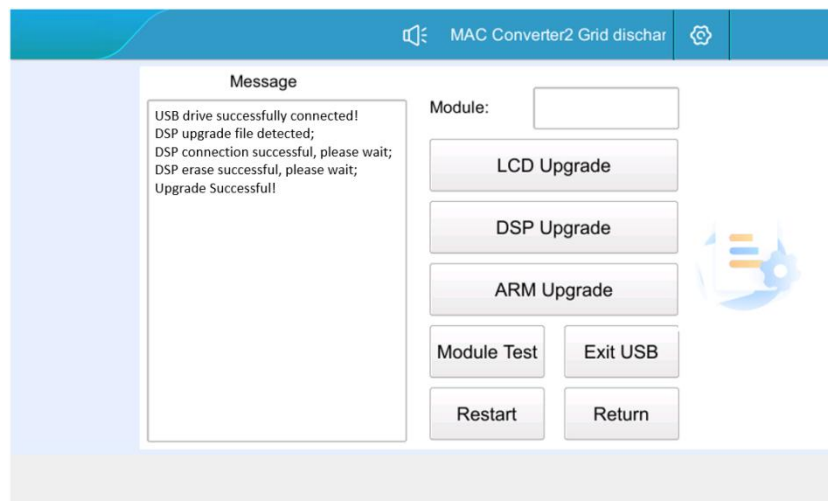 MAC Converter2 Grid dischar
Message
USB drive successfully connected!
DSP upgrade file detected;
DSP connection successful, please wait;
DSP erase successful, please wait;
Upgrade Successful!
Module:
LCD Upgrade
DSP Upgrade
ARM Upgrade
Module Test
Exit USB
Restart
Return